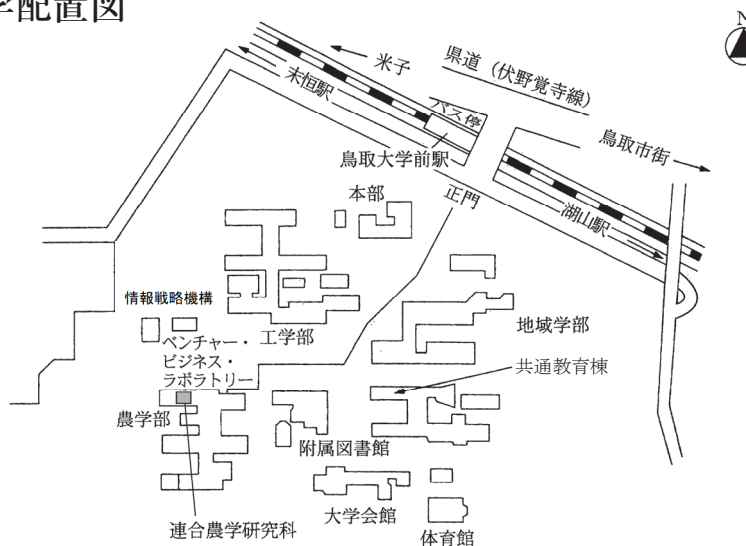 学配置図
N
米子
県道（伏野覚寺線）
末恒駅
バス停
鳥取市街
鳥取大学前駅
本部
正門
湖山駅
情報戦略機構
工学部
地域学部
ベンチャー・
ビジネス・
ラボラトリー
共通教育棟
農学部
附属図書館
大学会館
連合農学研究科
体育館